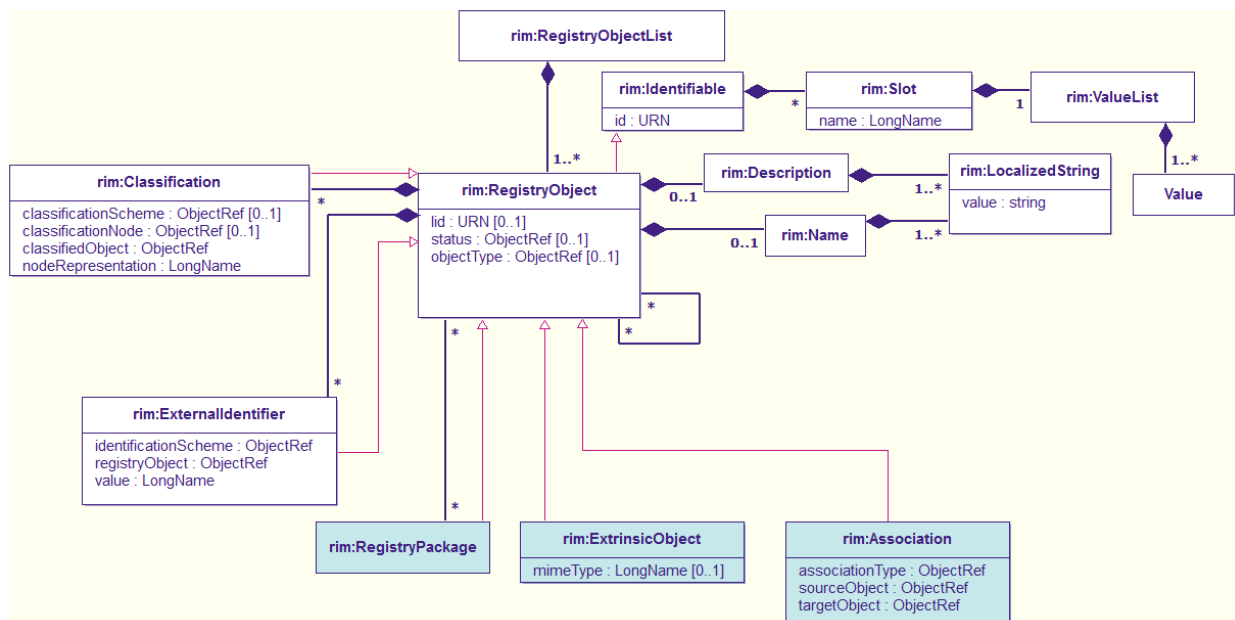 rim:RegistryObjectList
rim:Identifiable
id : URN
*
rim:Slot
name : LongName
1
rim:ValueList
1..*
1..*
Value
rim:Classification
classificationScheme : ObjectRef [0..1]
classificationNode : ObjectRef [0..1]
classifiedObject : ObjectRef
nodeRepresentation : LongName
*
rim:RegistryObject
lid : URN [0..1]
status : ObjectRef [0..1]
objectType : ObjectRef [0..1]
0..1
rim:Description
1..*
rim:LocalizedString
value : string
0..1
rim:Name
1..*
*
*
*
*
rim:ExternalIdentifier
identificationScheme : ObjectRef
registryObject : ObjectRef
value : LongName
*
rim:RegistryPackage
rim:ExtrinsicObject
mimeType : LongName [0..1]
rim:Association
associationType : ObjectRef
sourceObject : ObjectRef
targetObject : ObjectRef